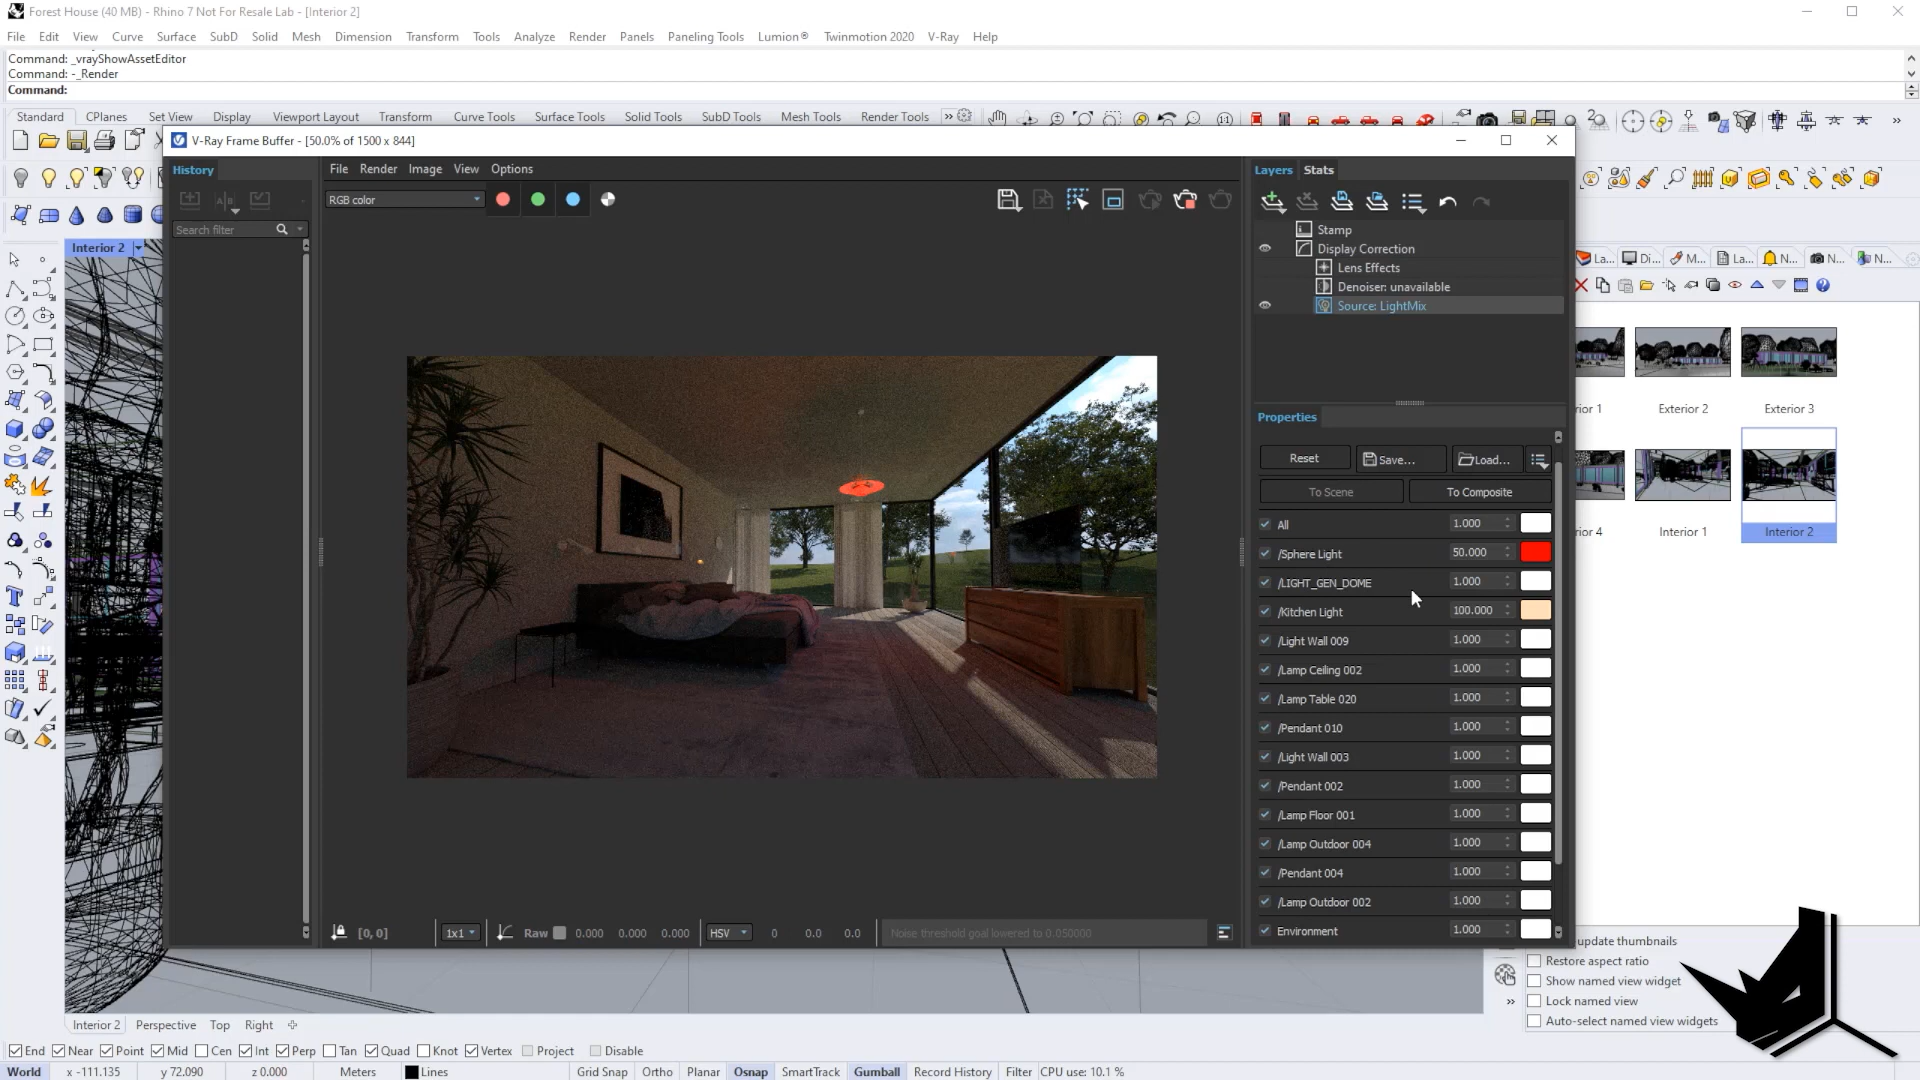 Forest House (40 MB) - Rhino 7 Not For Resale Lab - [Interior 2]
File Edit View Curve Surface SubD Solid Mesh Dimension Transform Tools Analyze Render Panels Paneling Tools Lumion® Twinmotion 2020 V-Ray Help
Command: _vrayShowAssetEditor
Command: -_Render
Command:
Standard CPlanes Set View Display Viewport Layout Transform Curve Tools Surface Tools Solid Tools SubD Tools Mesh Tools Render Tools »
V-Ray Frame Buffer - [50.0% of 1500 x 844]
History
File Render Image View Options
Layers Stats
RGB color
Search filter
Stamp
Display Correction
Lens Effects
Denoiser: unavailable
Source: LightMix
Interior 2
La... Di... M... La... N... N... N...
Properties
Reset Save... Load...
To Scene To Composite
All 1.000
/Sphere Light 50.000
/LIGHT_GEN_DOME 1.000
/Kitchen Light 100.000
/Light Wall 009 1.000
/Lamp Ceiling 002 1.000
/Lamp Table 020 1.000
/Pendant 010 1.000
/Light Wall 003 1.000
/Pendant 002 1.000
/Lamp Floor 001 1.000
/Lamp Outdoor 004 1.000
/Pendant 004 1.000
/Lamp Outdoor 002 1.000
Environment 1.000
rior 1 Exterior 2 Exterior 3
rior 4 Interior 1 Interior 2
[0, 0] 1x1 Raw 0.000 0.000 0.000 HSV 0 0.0 0.0 Noise threshold goal lowered to 0.050000
update thumbnails
Restore aspect ratio
Show named view widget
Lock named view
Auto-select named view widgets
Interior 2 Perspective Top Right
End Near Point Mid Cen Int Perp Tan Quad Knot Vertex Project Disable
World x -111.135 y 72.090 z 0.000 Meters Lines Grid Snap Ortho Planar Osnap SmartTrack Gumball Record History Filter CPU use: 10.1 %